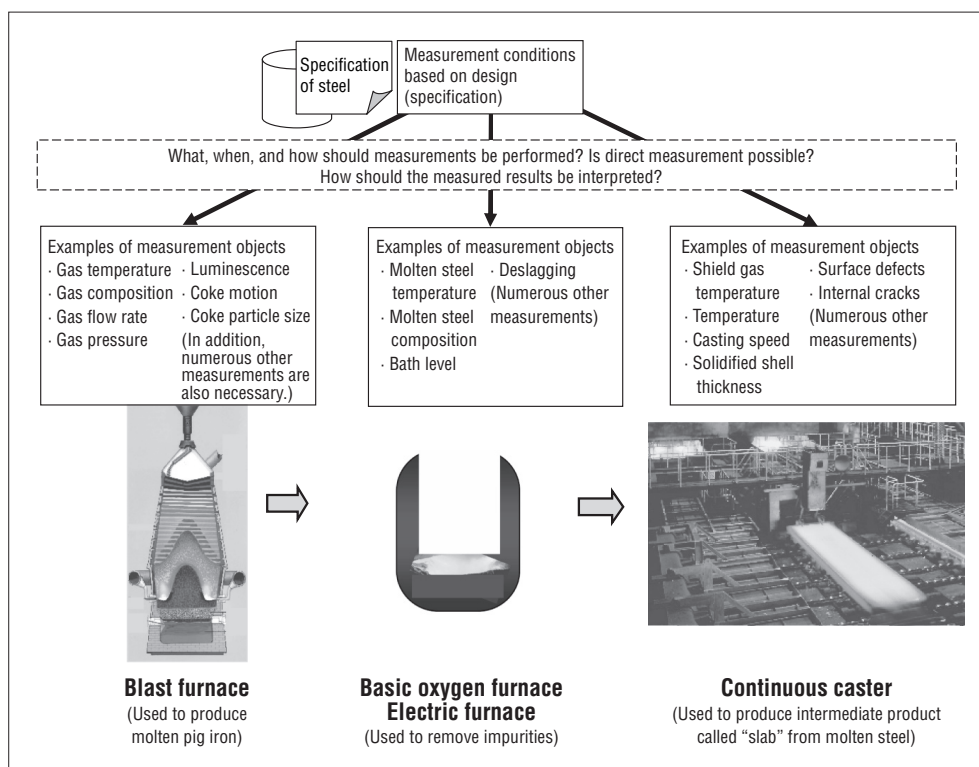 Specification
of steel
Measurement conditions
based on design
(specification)
What, when, and how should measurements be performed? Is direct measurement possible?
How should the measured results be interpreted?
Examples of measurement objects
· Gas temperature
· Gas composition
· Gas flow rate
· Gas pressure
· Luminescence
· Coke motion
· Coke particle size
(In addition,
numerous other
measurements are
also necessary.)
Examples of measurement objects
· Molten steel
temperature
· Molten steel
composition
· Bath level
· Deslagging
(Numerous other
measurements)
Examples of measurement objects
· Shield gas
temperature
· Temperature
· Casting speed
· Solidified shell
thickness
· Surface defects
· Internal cracks
(Numerous other
measurements)
Blast furnace
(Used to produce
molten pig iron)
Basic oxygen furnace
Electric furnace
(Used to remove impurities)
Continuous caster
(Used to produce intermediate product
called “slab” from molten steel)